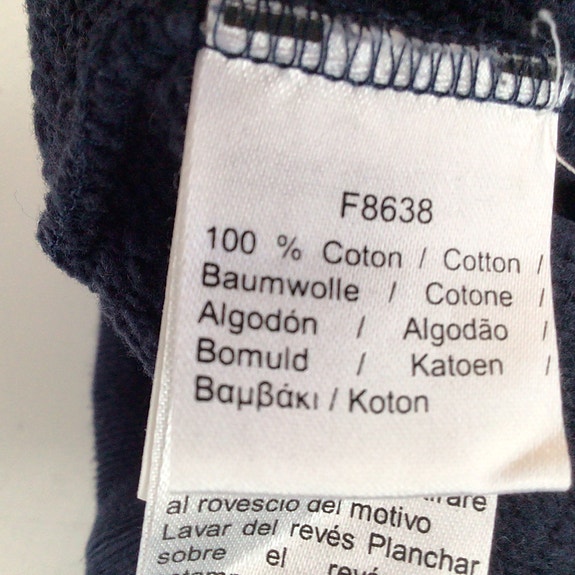 F8638
100 % Coton / Cotton /
Baumwolle / Cotone /
Algodón / Algodão /
Bomuld / Katoen /
Βαμβάκι / Koton
al rovescio del motivo
Lavar del revés Planchar
sobre el